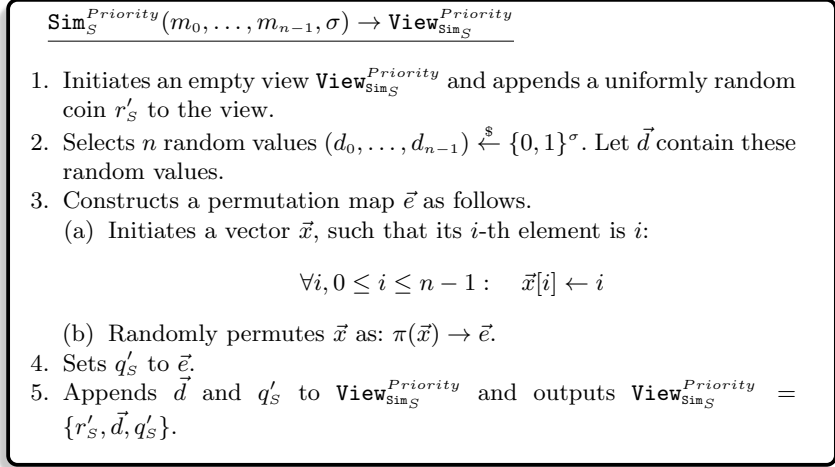 Sim_S^{Priority}(m_0, . . . , m_{n−1}, σ) → View_{Sim_S}^{Priority}
1. Initiates an empty view View_{Sim_S}^{Priority} and appends a uniformly random
coin r'_S to the view.
2. Selects n random values (d_0, . . . , d_{n−1}) $← {0, 1}^σ. Let d⃗ contain these
random values.
3. Constructs a permutation map e⃗ as follows.
(a) Initiates a vector x⃗, such that its i-th element is i:
∀i, 0 ≤ i ≤ n − 1 : x⃗[i] ← i
(b) Randomly permutes x⃗ as: π(x⃗) → e⃗.
4. Sets q'_S to e⃗.
5. Appends d⃗ and q'_S to View_{Sim_S}^{Priority} and outputs View_{Sim_S}^{Priority} =
{r'_S, d⃗, q'_S}.